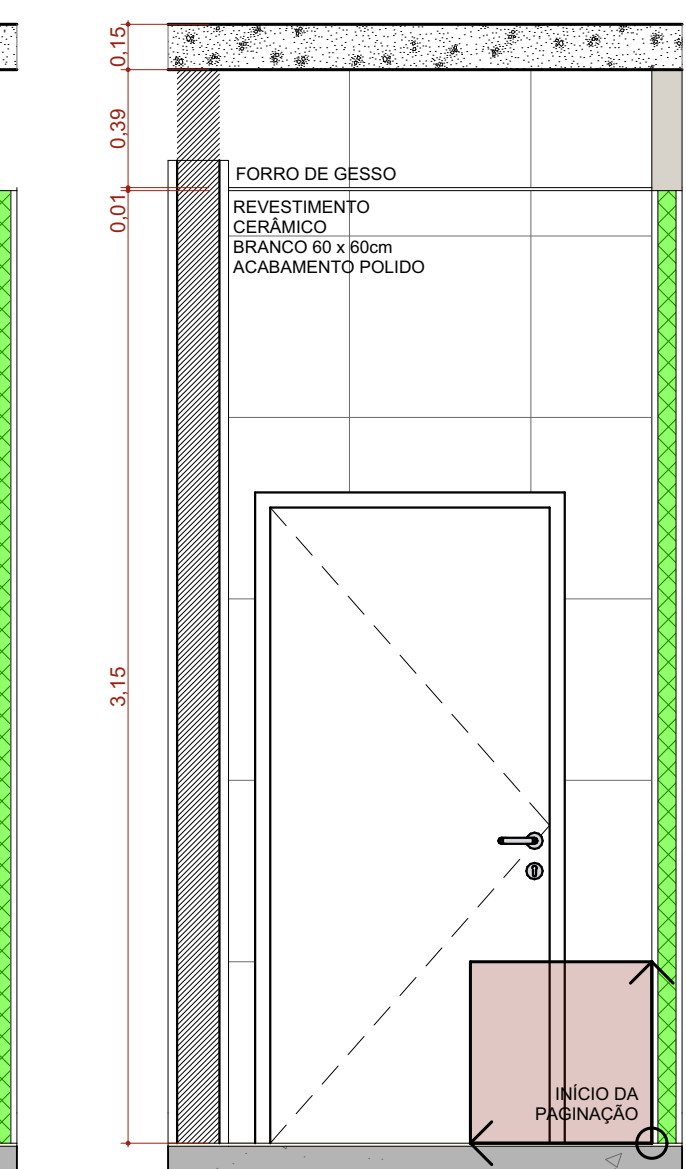 0,15
0,39
FORRO DE GESSO
0,01
REVESTIMENTO
CERÂMICO
BRANCO 60 x 60cm
ACABAMENTO POLIDO
3,15
INÍCIO DA
PAGINAÇÃO